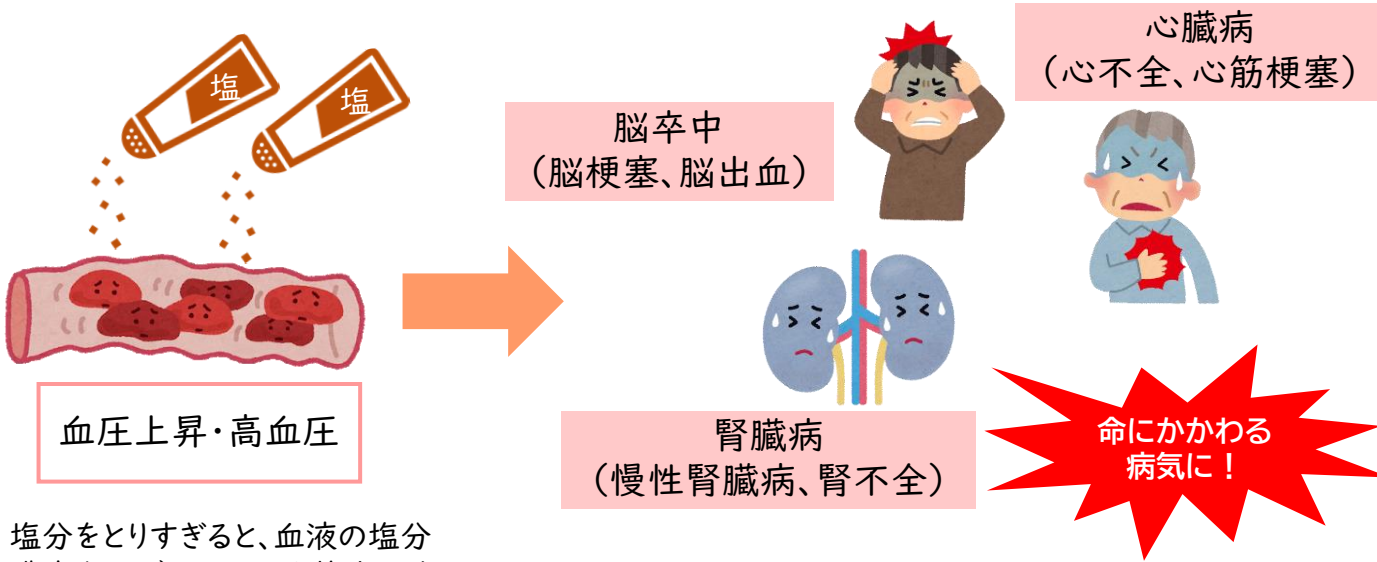 塩
塩
血圧上昇・高血圧
脳卒中
（脳梗塞、脳出血）
心臓病
（心不全、心筋梗塞）
腎臓病
（慢性腎臓病、腎不全）
命にかかわる
病気に！
塩分をとりすぎると、血液の塩分